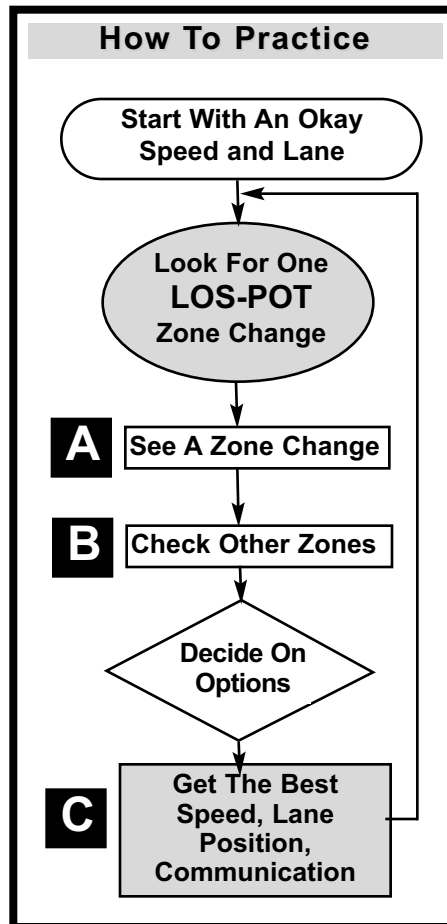 How To Practice
Start With An Okay
Speed and Lane
Look For One
LOS-POT
Zone Change
A
See A Zone Change
B
Check Other Zones
Decide On
Options
C
Get The Best
Speed, Lane
Position,
Communication